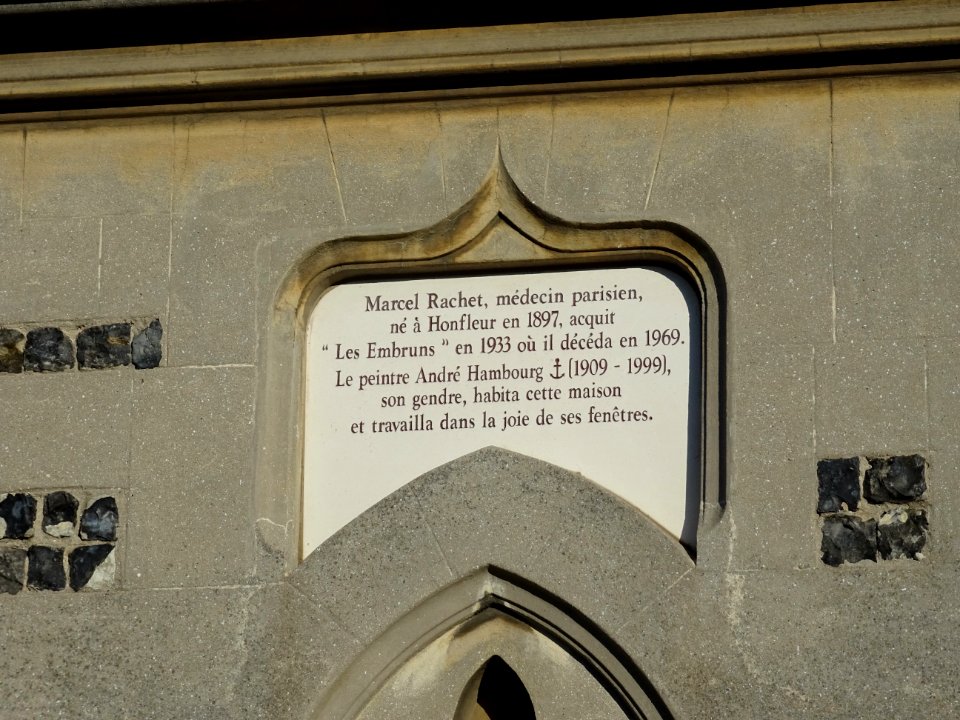 Marcel Rachet, médecin parisien,
né à Honfleur en 1897, acquit
“ Les Embruns ” en 1933 où il décéda en 1969.
Le peintre André Hambourg ⚓ (1909 - 1999),
son gendre, habita cette maison
et travailla dans la joie de ses fenêtres.